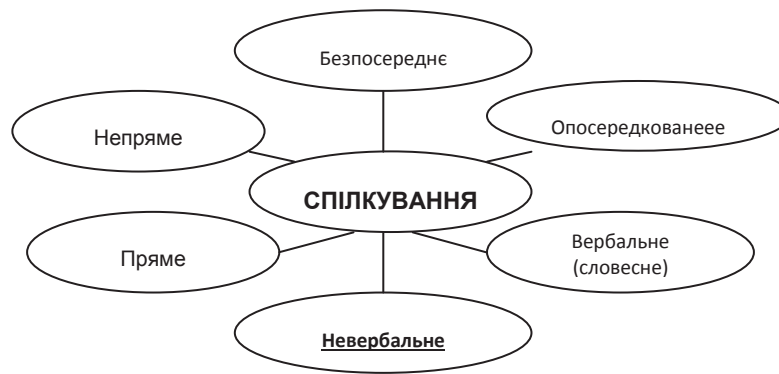 Безпосереднє
Непряме
Опосередкованеее
СПІЛКУВАННЯ
Пряме
Вербальне
(словесне)
Невербальне